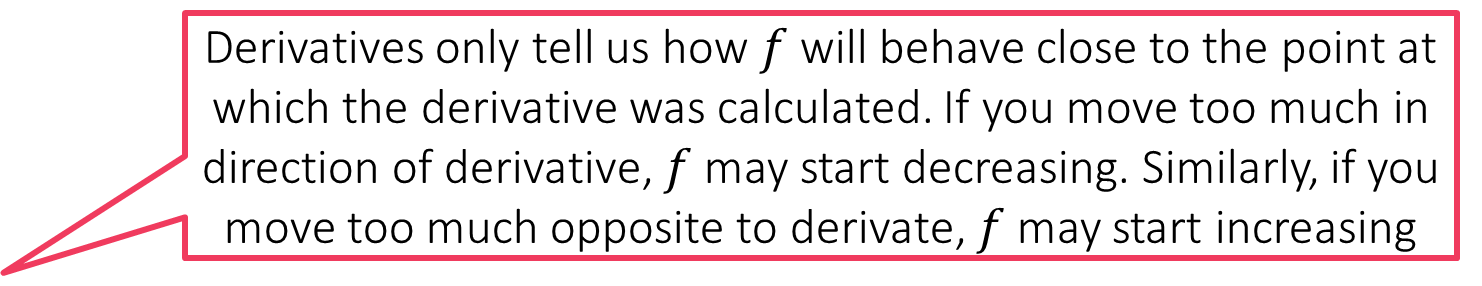 Derivatives only tell us how f will behave close to the point at
which the derivative was calculated. If you move too much in
direction of derivative, f may start decreasing. Similarly, if you
move too much opposite to derivate, f may start increasing